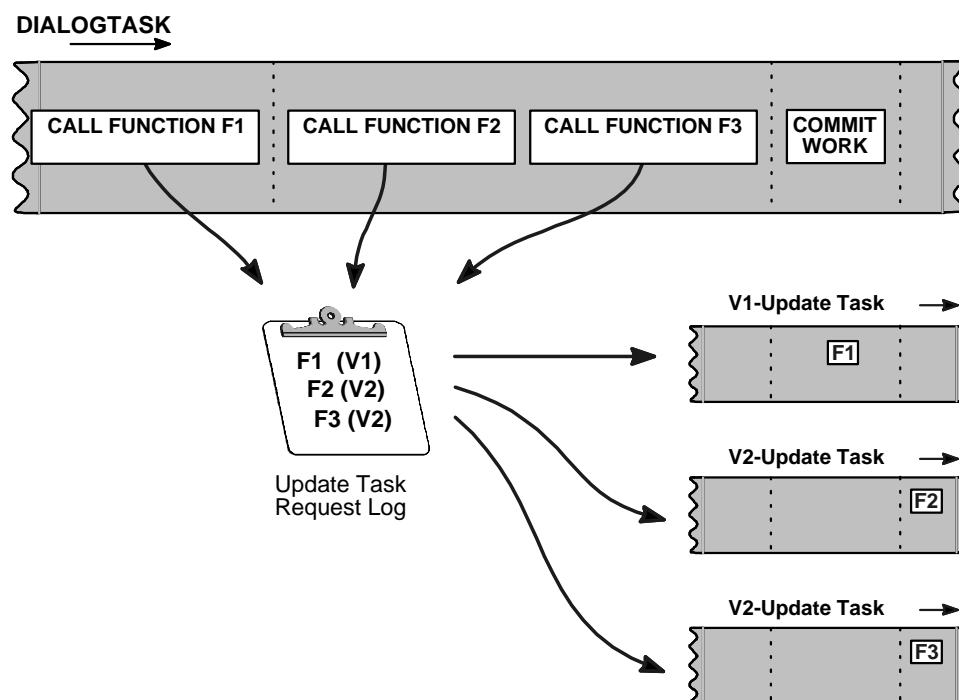 DIALOGTASK
CALL FUNCTION F1
CALL FUNCTION F2
CALL FUNCTION F3
COMMIT
WORK
F1 (V1)
F2 (V2)
F3 (V2)
Update Task
Request Log
V1-Update Task
F1
V2-Update Task
F2
V2-Update Task
F3